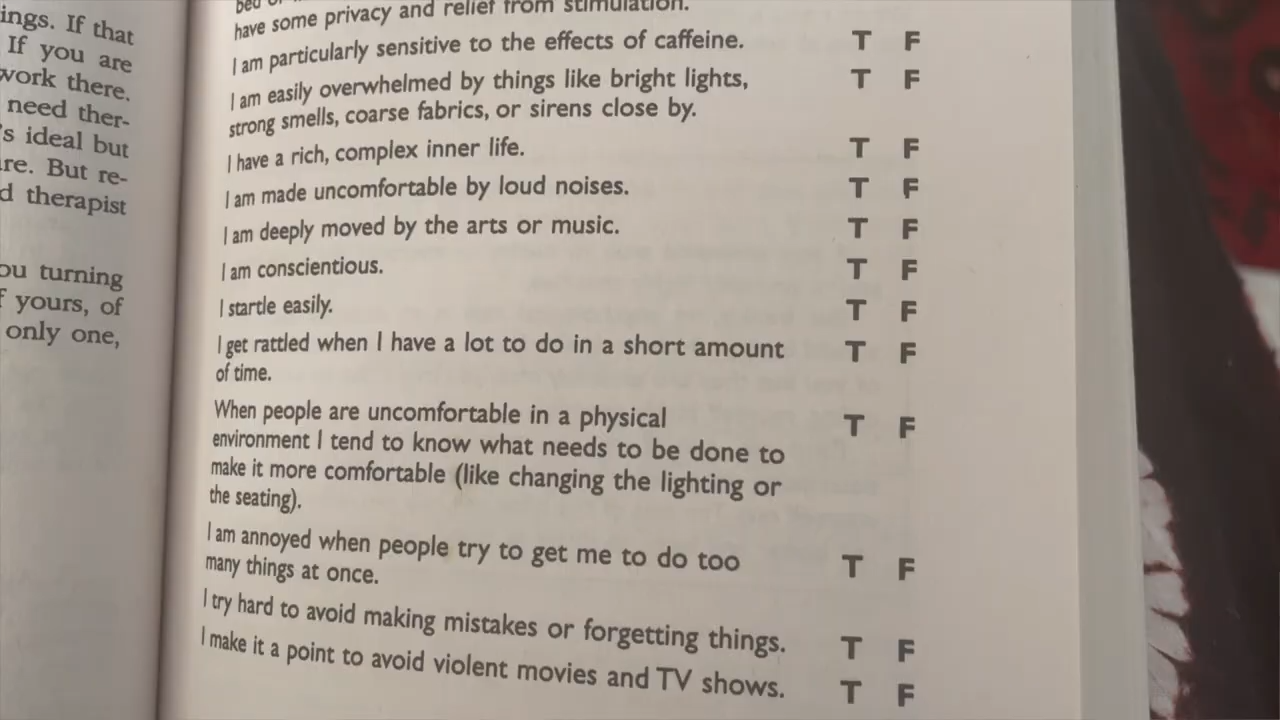 ings. If that
If you are
work there.
need ther-
's ideal but
re. But re-
d therapist
ou turning
f yours, of
only one,
bed or
have some privacy and relief from stimulation.
I am particularly sensitive to the effects of caffeine. T F
I am easily overwhelmed by things like bright lights, T F
strong smells, coarse fabrics, or sirens close by.
I have a rich, complex inner life. T F
I am made uncomfortable by loud noises. T F
I am deeply moved by the arts or music. T F
I am conscientious. T F
I startle easily. T F
I get rattled when I have a lot to do in a short amount T F
of time.
When people are uncomfortable in a physical T F
environment I tend to know what needs to be done to
make it more comfortable (like changing the lighting or
the seating).
I am annoyed when people try to get me to do too T F
many things at once.
I try hard to avoid making mistakes or forgetting things. T F
I make it a point to avoid violent movies and TV shows. T F